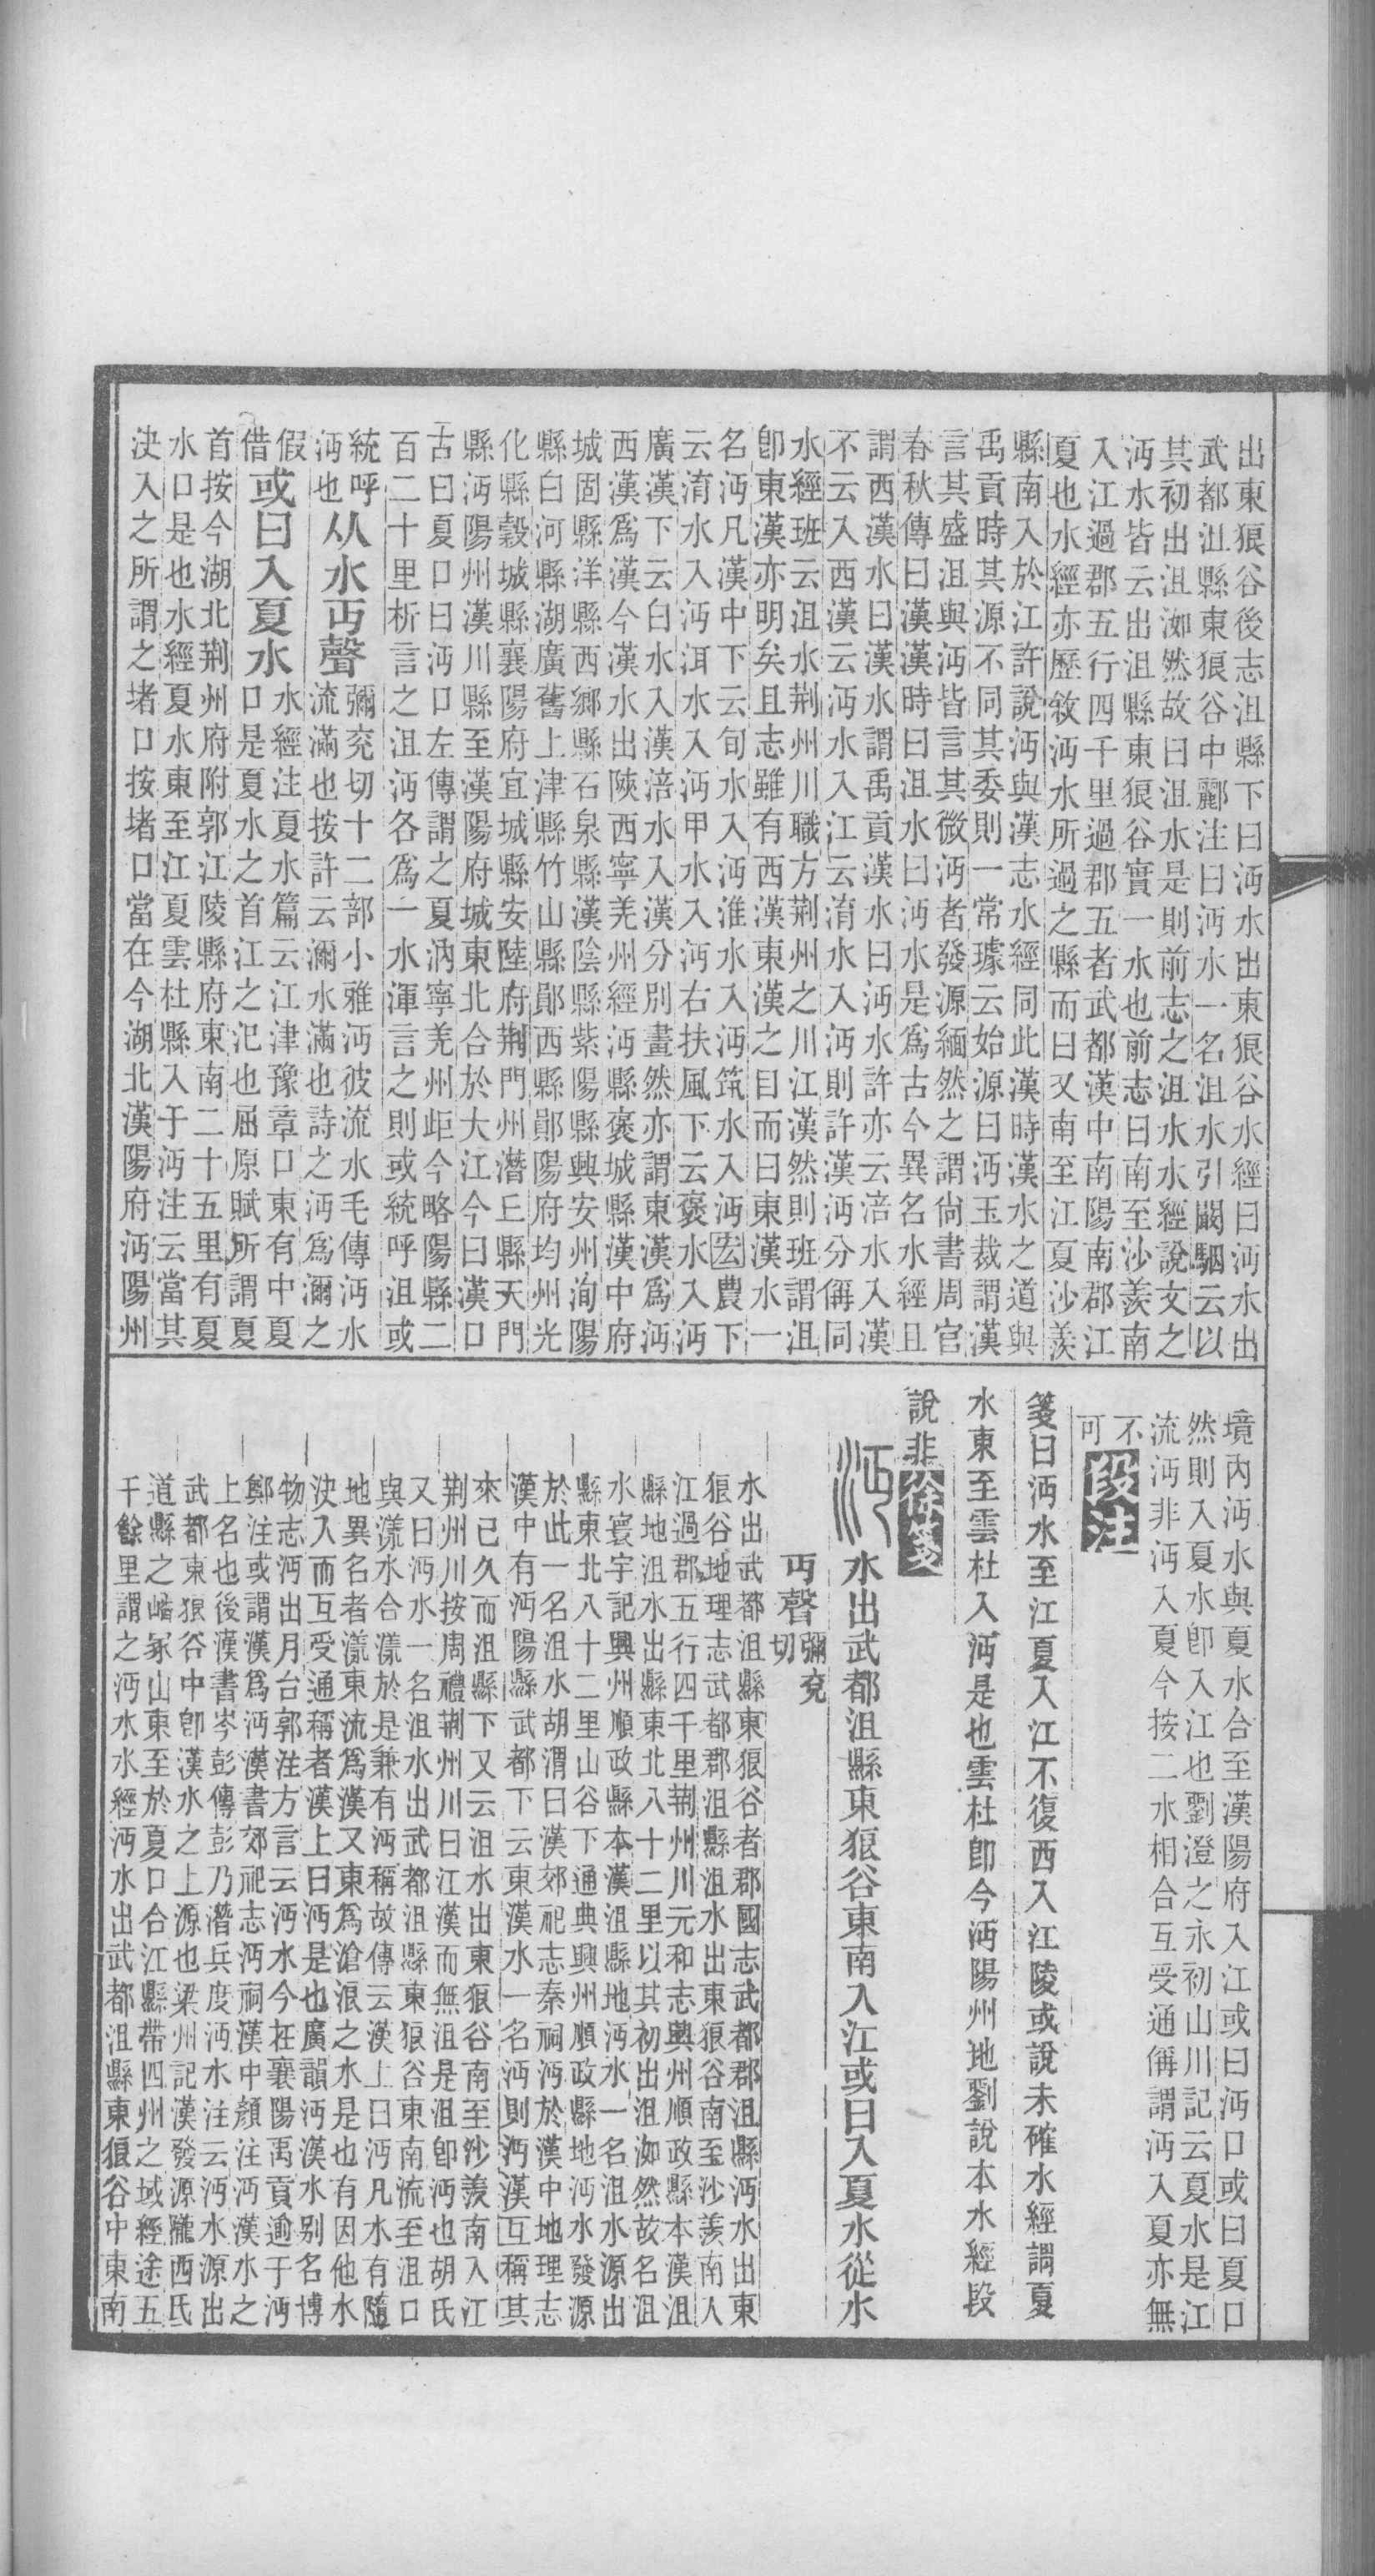 出東狼谷後志沮縣下曰沔水出東狼谷水經曰沔水出
武都沮縣東狼谷中酈注曰沔水一名沮水引闞駰云以
其初出沮洳然故曰沮水是則前志之沮水水經說文之
沔水皆云出沮縣東狼谷實一水也前志曰南至沙羡南
入江過郡五行四千里過郡五者武都漢中南陽南郡江
夏也水經亦歷敘沔水所過之縣而曰又南至江夏沙羡
縣南入於江許說沔與漢志水經同此漢時漢水之道與
禹貢時其源不同其委則一常璩云始源曰沔玉裁謂漢
言其盛沮與沔皆言其微沔者發源緬然之謂尙書周官
春秋傳曰漢漢時曰沮水曰沔水是爲古今異名水經且
謂西漢水曰漢水謂禹貢漢水曰沔水許亦云涪水入漢
不云入西漢云沔水入江云淯水入沔則許漢沔分偁同
水經班云沮水荆州川職方荆州之川江漢然則班謂沮
卽東漢亦明矣且志雖有西漢東漢之目而曰東漢水一
名沔凡漢中下云旬水入沔淮水入沔筑水入沔宏農下
云淯水入沔洱水入沔甲水入沔右扶風下云褒水入沔
廣漢下云白水入漢涪水入漢分別畫然亦謂東漢爲沔
西漢爲漢今漢水出陝西寧羌州經沔縣褒城縣漢中府
城固縣洋縣西鄉縣石泉縣漢陰縣紫陽縣興安州洵陽
縣白河縣湖廣舊上津縣竹山縣鄖西縣鄖陽府均州光
化縣穀城縣襄陽府宜城縣安陸府荆門州潛江縣天門
縣沔陽州漢川縣至漢陽府城東北合於大江今曰漢口
古曰夏口曰沔口左傳謂之夏汭寧羌州歫今略陽縣二
百二十里析言之沮沔各爲一水渾言之則或統呼沮或
統呼沔也从水丏聲彌兖切十二部小雅沔彼流水毛傳沔水流滿也按許云瀰水滿也詩之沔爲瀰之
假借或曰入夏水水經注夏水篇云江津豫章口東有中夏口是夏水之首江之氾也屈原賦所謂夏
首按今湖北荆州府附郭江陵縣府東南二十五里有夏
水口是也水經夏水東至江夏雲杜縣入于沔注云當其
決入之所謂之堵口按堵口當在今湖北漢陽府沔陽州
境內沔水與夏水合至漢陽府入江或曰沔口或曰夏口
然則入夏水卽入江也劉澄之永初山川記云夏水是江
流沔非沔入夏今按二水相合互受通偁謂沔入夏亦無
不可段注
箋曰沔水至江夏入江不復西入江陵或說未確水經謂夏
水東至雲杜入沔是也雲杜卽今沔陽州地劉說本水經段
說非徐箋
沔水出武都沮縣東狼谷東南入江或曰入夏水從水
丏聲彌兖切
水出武都沮縣東狼谷者郡國志武都郡沮縣沔水出東
狼谷地理志武都郡沮縣沮水出東狼谷南至沙羡南入
江過郡五行四千里荆州川元和志興州順政縣本漢沮
縣地沮水出縣東北八十二里以其初出沮洳然故名沮
水寰宇記興州順政縣本漢沮縣地沔水一名沮水源出
縣東北八十二里山谷下通典興州順政縣地沔水發源
於此一名沮水胡渭曰漢郊祀志秦祠沔於漢中地理志
漢中有沔陽縣武都下云東漢水一名沔則沔漢互稱其
來已久而沮縣下又云沮水出東狼谷南至沙羡南入江
荆州川按周禮荆州川曰江漢而無沮是沮卽沔也胡氏
又曰沔水一名沮水出武都沮縣東狼谷東南流至沮口
與漾水合漾於是兼有沔稱故傳云漢上曰沔凡水有隨
地異名者漾東流爲漢又東爲滄浪之水是也有因他水
決入而互受通稱者漢上曰沔是也廣韻沔漢水別名博
物志沔出月台郭注方言云沔水今在襄陽禹貢逾于沔
鄭注或謂漢爲沔漢書郊祀志沔祠漢中顏注沔漢水之
上名也後漢書岑彭傳彭乃潛兵度沔水注云沔水源出
武都東狼谷中卽漢水之上源也梁州記漢發源隴西氐
道縣之嶓冢山東至於夏口合江縣帶四州之域經途五
千餘里謂之沔水水經沔水出武都沮縣東狼谷中東南